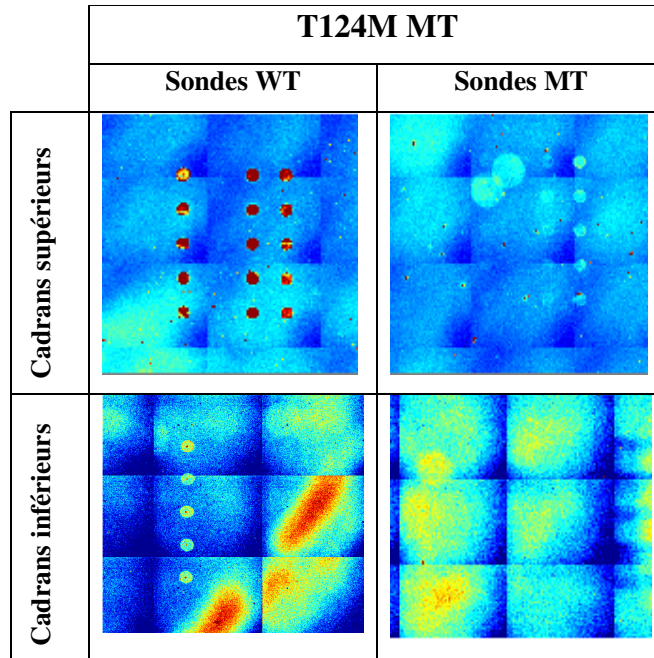 T124M MT
Sondes WT
Sondes MT
Cadrans supérieurs
Cadrans inférieurs